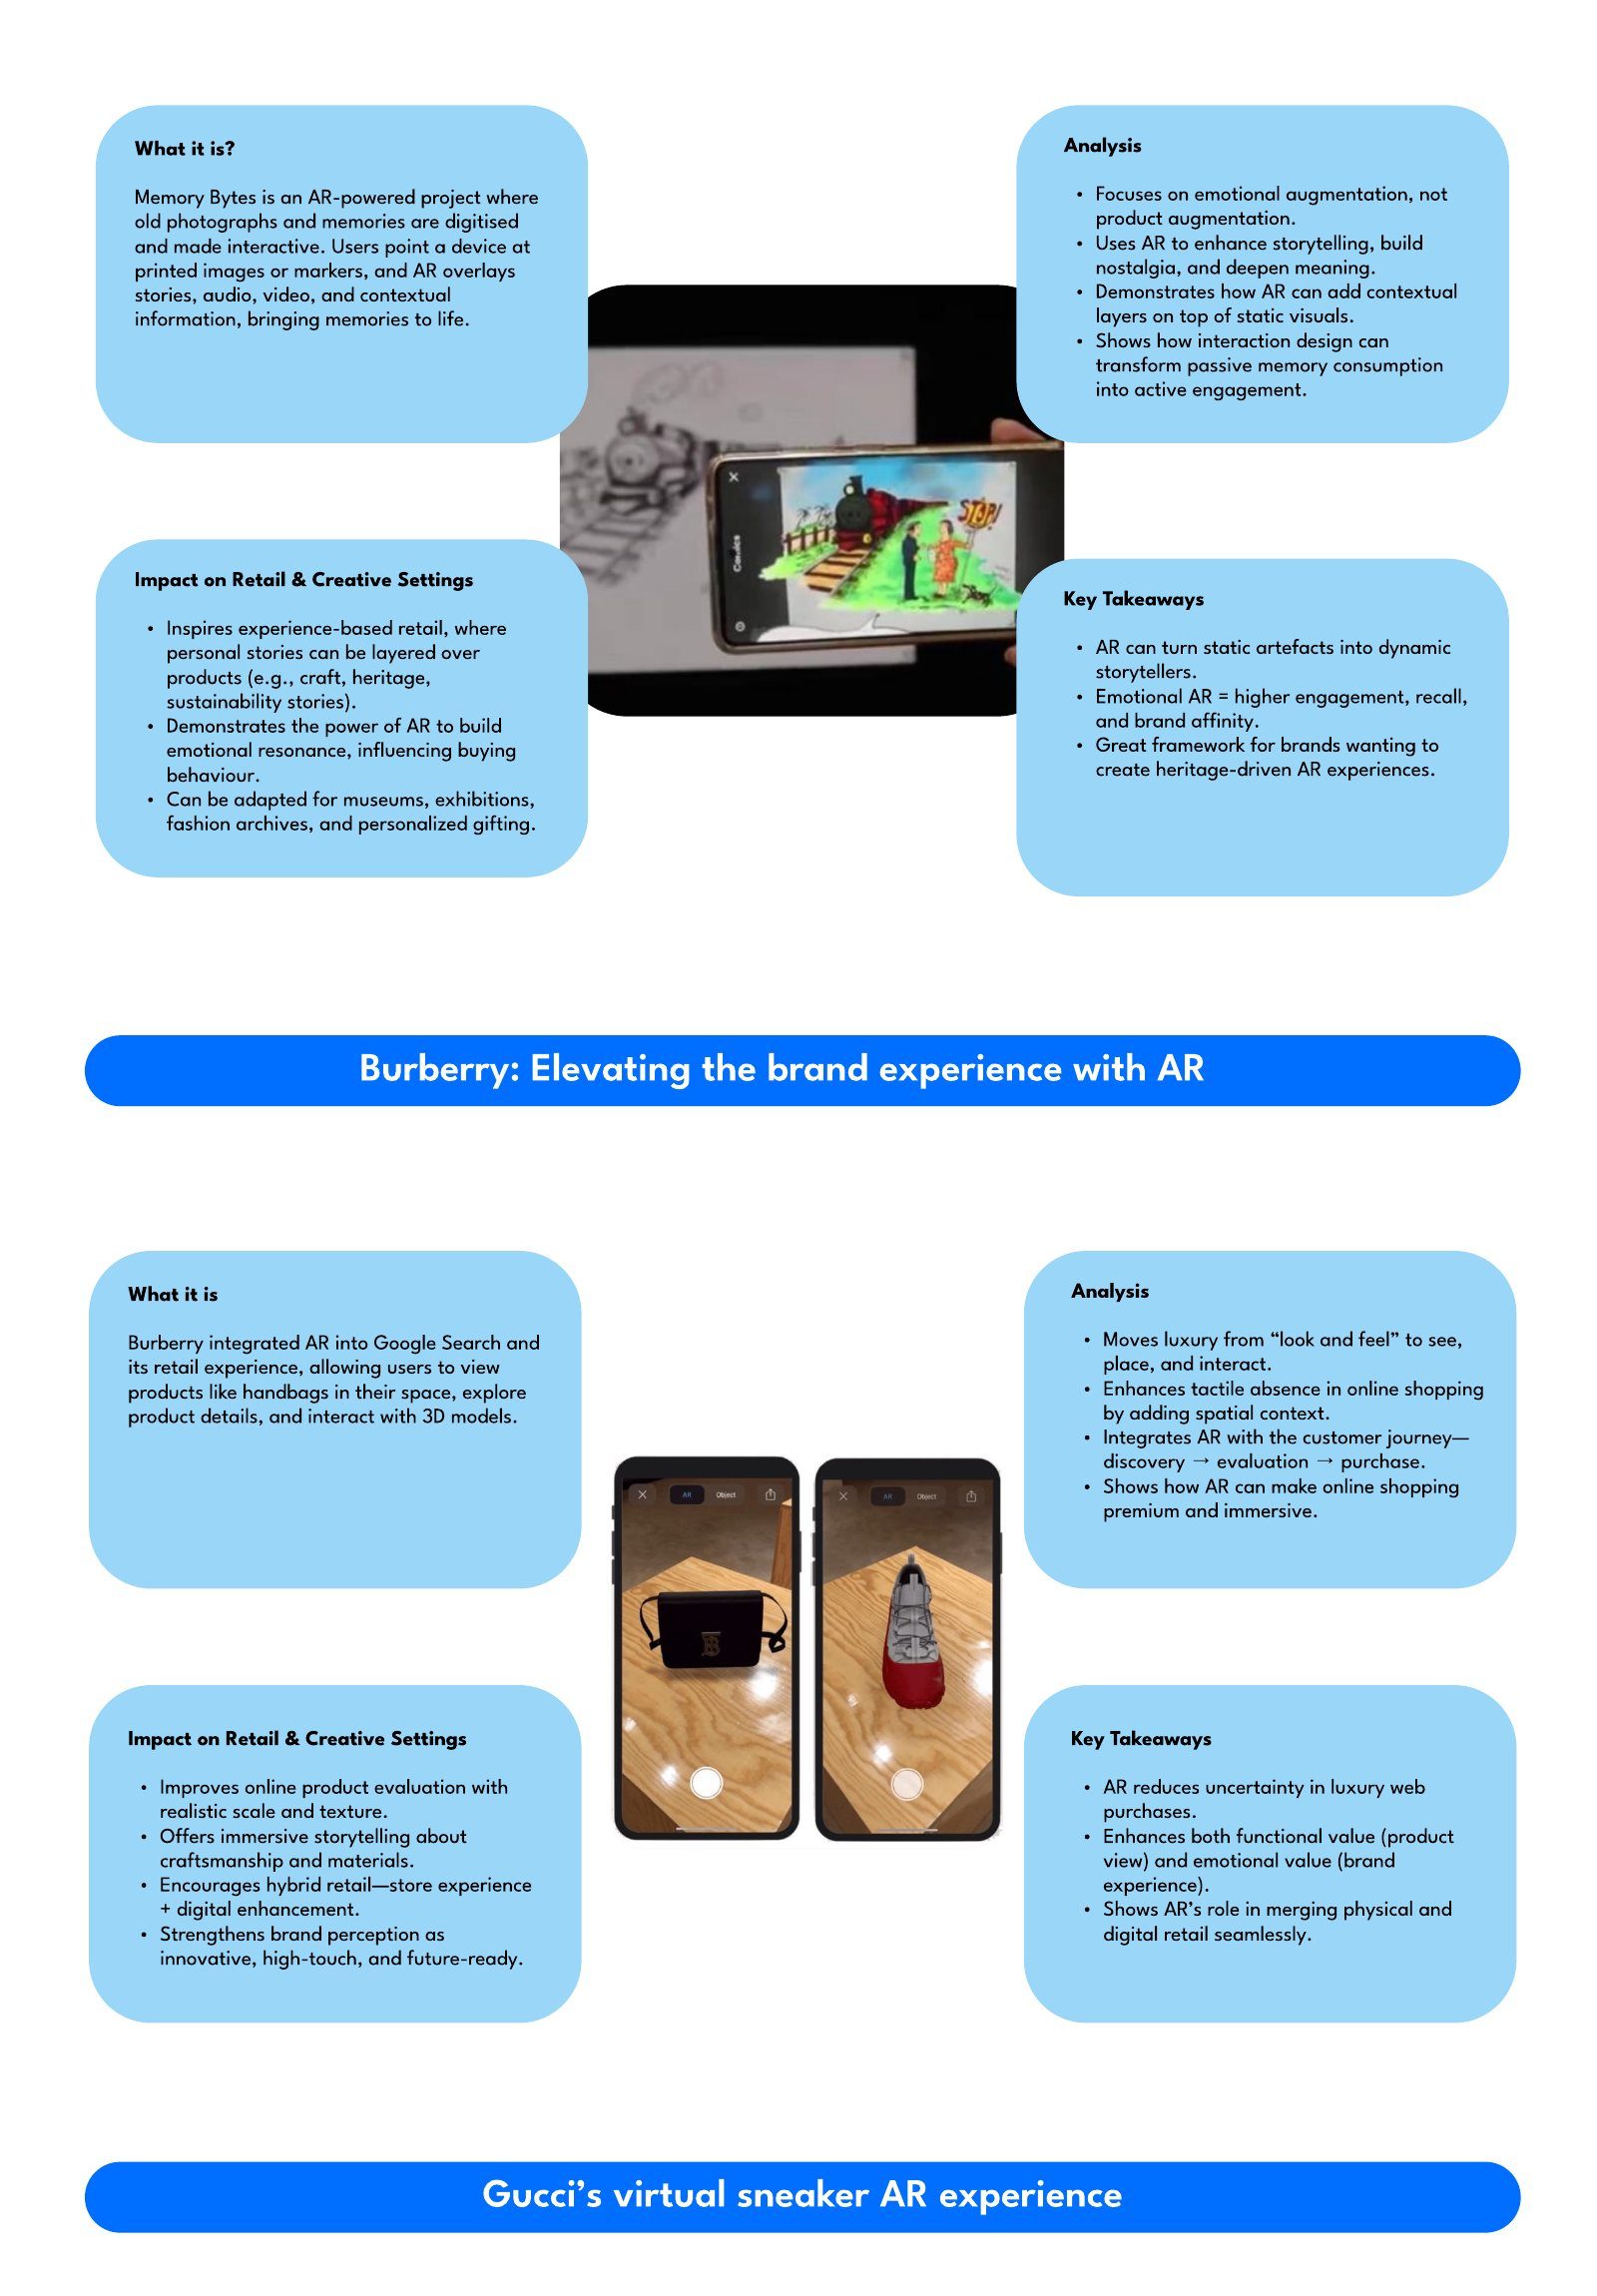 What it is?
Memory Bytes is an AR-powered project where
old photographs and memories are digitised
and made interactive. Users point a device at
printed images or markers, and AR overlays
stories, audio, video, and contextual
information, bringing memories to life.
Analysis
• Focuses on emotional augmentation, not
product augmentation.
• Uses AR to enhance storytelling, build
nostalgia, and deepen meaning.
• Demonstrates how AR can add contextual
layers on top of static visuals.
• Shows how interaction design can
transform passive memory consumption
into active engagement.
STOP!
Comics
Impact on Retail & Creative Settings
• Inspires experience-based retail, where
personal stories can be layered over
products (e.g., craft, heritage,
sustainability stories).
• Demonstrates the power of AR to build
emotional resonance, influencing buying
behaviour.
• Can be adapted for museums, exhibitions,
fashion archives, and personalized gifting.
Key Takeaways
• AR can turn static artefacts into dynamic
storytellers.
• Emotional AR = higher engagement, recall,
and brand affinity.
• Great framework for brands wanting to
create heritage-driven AR experiences.
Burberry: Elevating the brand experience with AR
What it is
Burberry integrated AR into Google Search and
its retail experience, allowing users to view
products like handbags in their space, explore
product details, and interact with 3D models.
Analysis
• Moves luxury from “look and feel” to see,
place, and interact.
• Enhances tactile absence in online shopping
by adding spatial context.
• Integrates AR with the customer journey—
discovery → evaluation → purchase.
• Shows how AR can make online shopping
premium and immersive.
AR Object
AR Object
Impact on Retail & Creative Settings
• Improves online product evaluation with
realistic scale and texture.
• Offers immersive storytelling about
craftsmanship and materials.
• Encourages hybrid retail—store experience
+ digital enhancement.
• Strengthens brand perception as
innovative, high-touch, and future-ready.
Key Takeaways
• AR reduces uncertainty in luxury web
purchases.
• Enhances both functional value (product
view) and emotional value (brand
experience).
• Shows AR’s role in merging physical and
digital retail seamlessly.
Gucci’s virtual sneaker AR experience